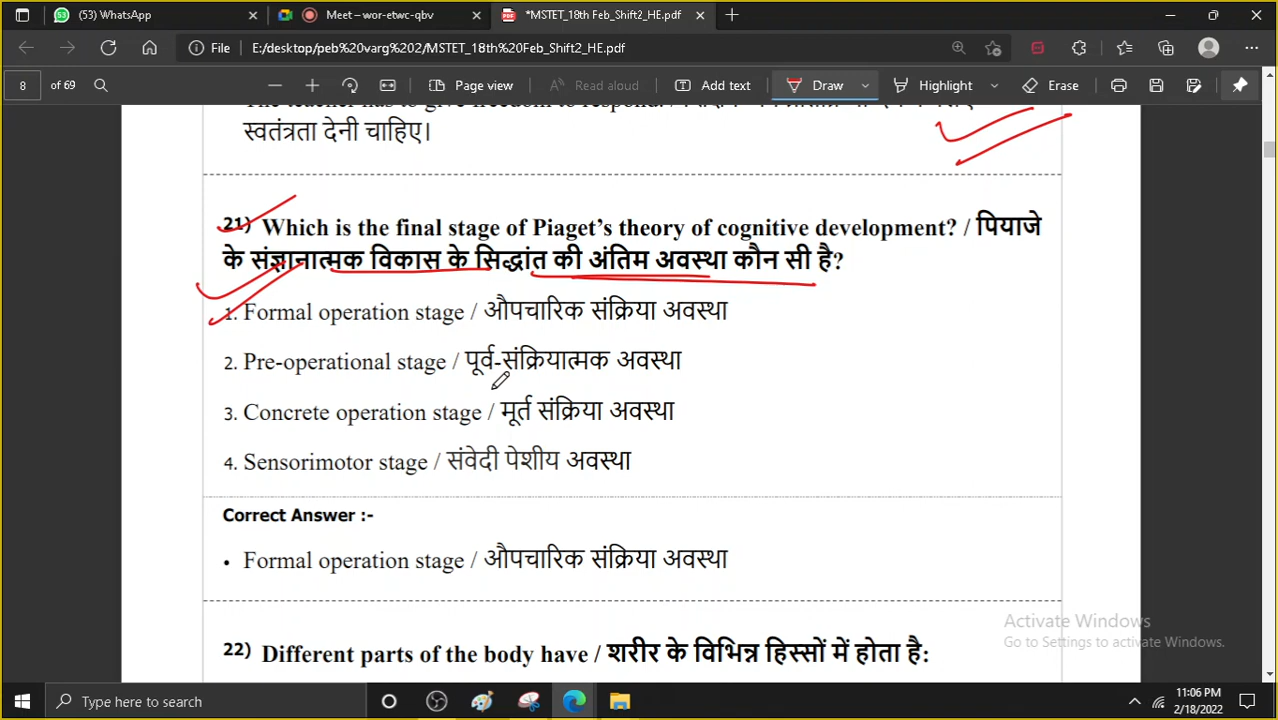 (53) WhatsApp
Meet – wor-etwc-qbv
*MSTET_18th Feb_Shift2_HE.pdf
File E:/desktop/peb%20varg%202/MSTET_18th%20Feb_Shift2_HE.pdf
8 of 69
Page view
Read aloud
Add text
Draw
Highlight
Erase
स्वतंत्रता देनी चाहिए।
21) Which is the final stage of Piaget's theory of cognitive development? / पियाजे
के संज्ञानात्मक विकास के सिद्धांत की अंतिम अवस्था कौन सी है?
1. Formal operation stage / औपचारिक संक्रिया अवस्था
2. Pre-operational stage / पूर्व-संक्रियात्मक अवस्था
3. Concrete operation stage / मूर्त संक्रिया अवस्था
4. Sensorimotor stage / संवेदी पेशीय अवस्था
Correct Answer :-
• Formal operation stage / औपचारिक संक्रिया अवस्था
22) Different parts of the body have / शरीर के विभिन्न हिस्सों में होता है:
Activate Windows
Go to Settings to activate Windows.
Type here to search
11:06 PM
2/18/2022